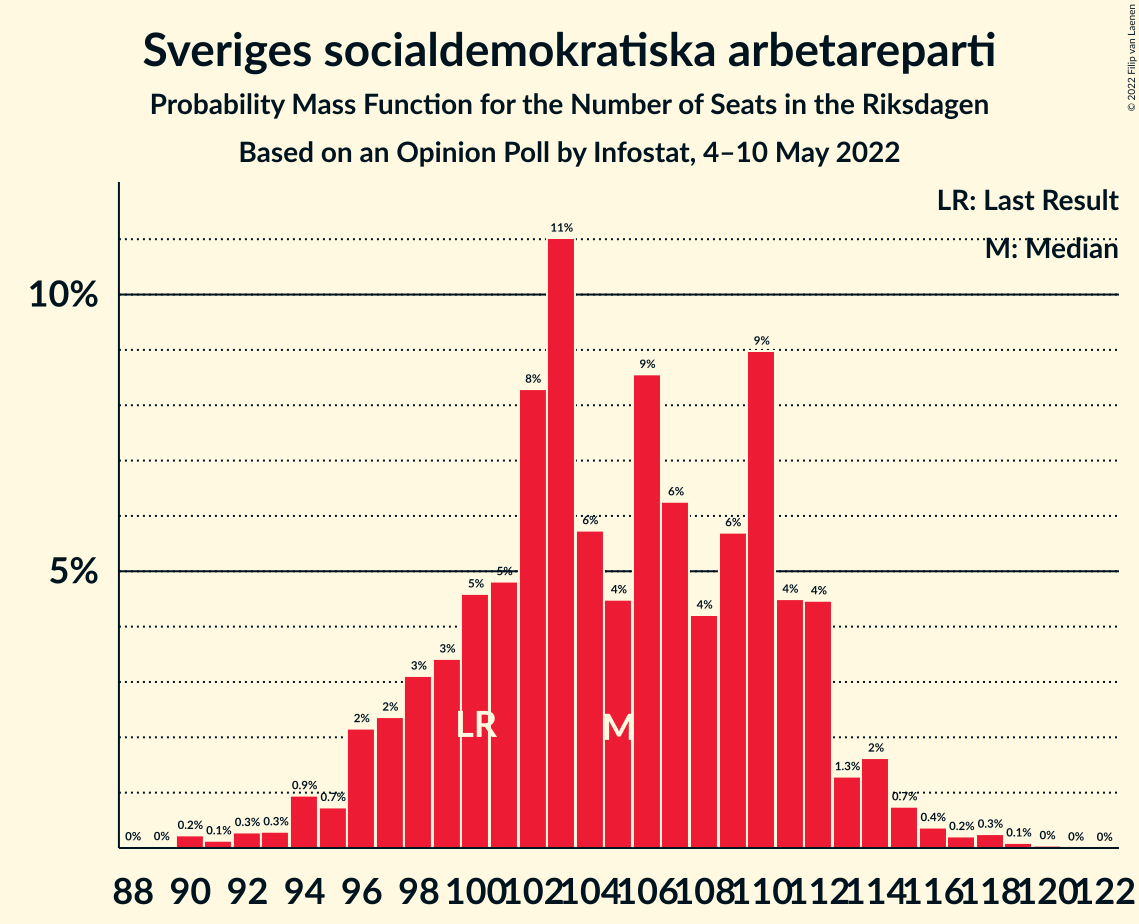 Sveriges socialdemokratiska arbetareparti
Probability Mass Function for the Number of Seats in the Riksdagen
Based on an Opinion Poll by Infostat, 4–10 May 2022
© 2022 Filip van Laenen
LR: Last Result
M: Median
10%
5%
0% 0% 0.2% 0.1% 0.3% 0.3% 0.9% 0.7% 2% 2% 3% 3% 5% 5% 8% 11% 6% 4% 9% 6% 4% 6% 9% 4% 4% 1.3% 2% 0.7% 0.4% 0.2% 0.3% 0.1% 0% 0% 0%
LR M
88 90 92 94 96 98 100 102 104 106 108 110 112 114 116 118 120 122